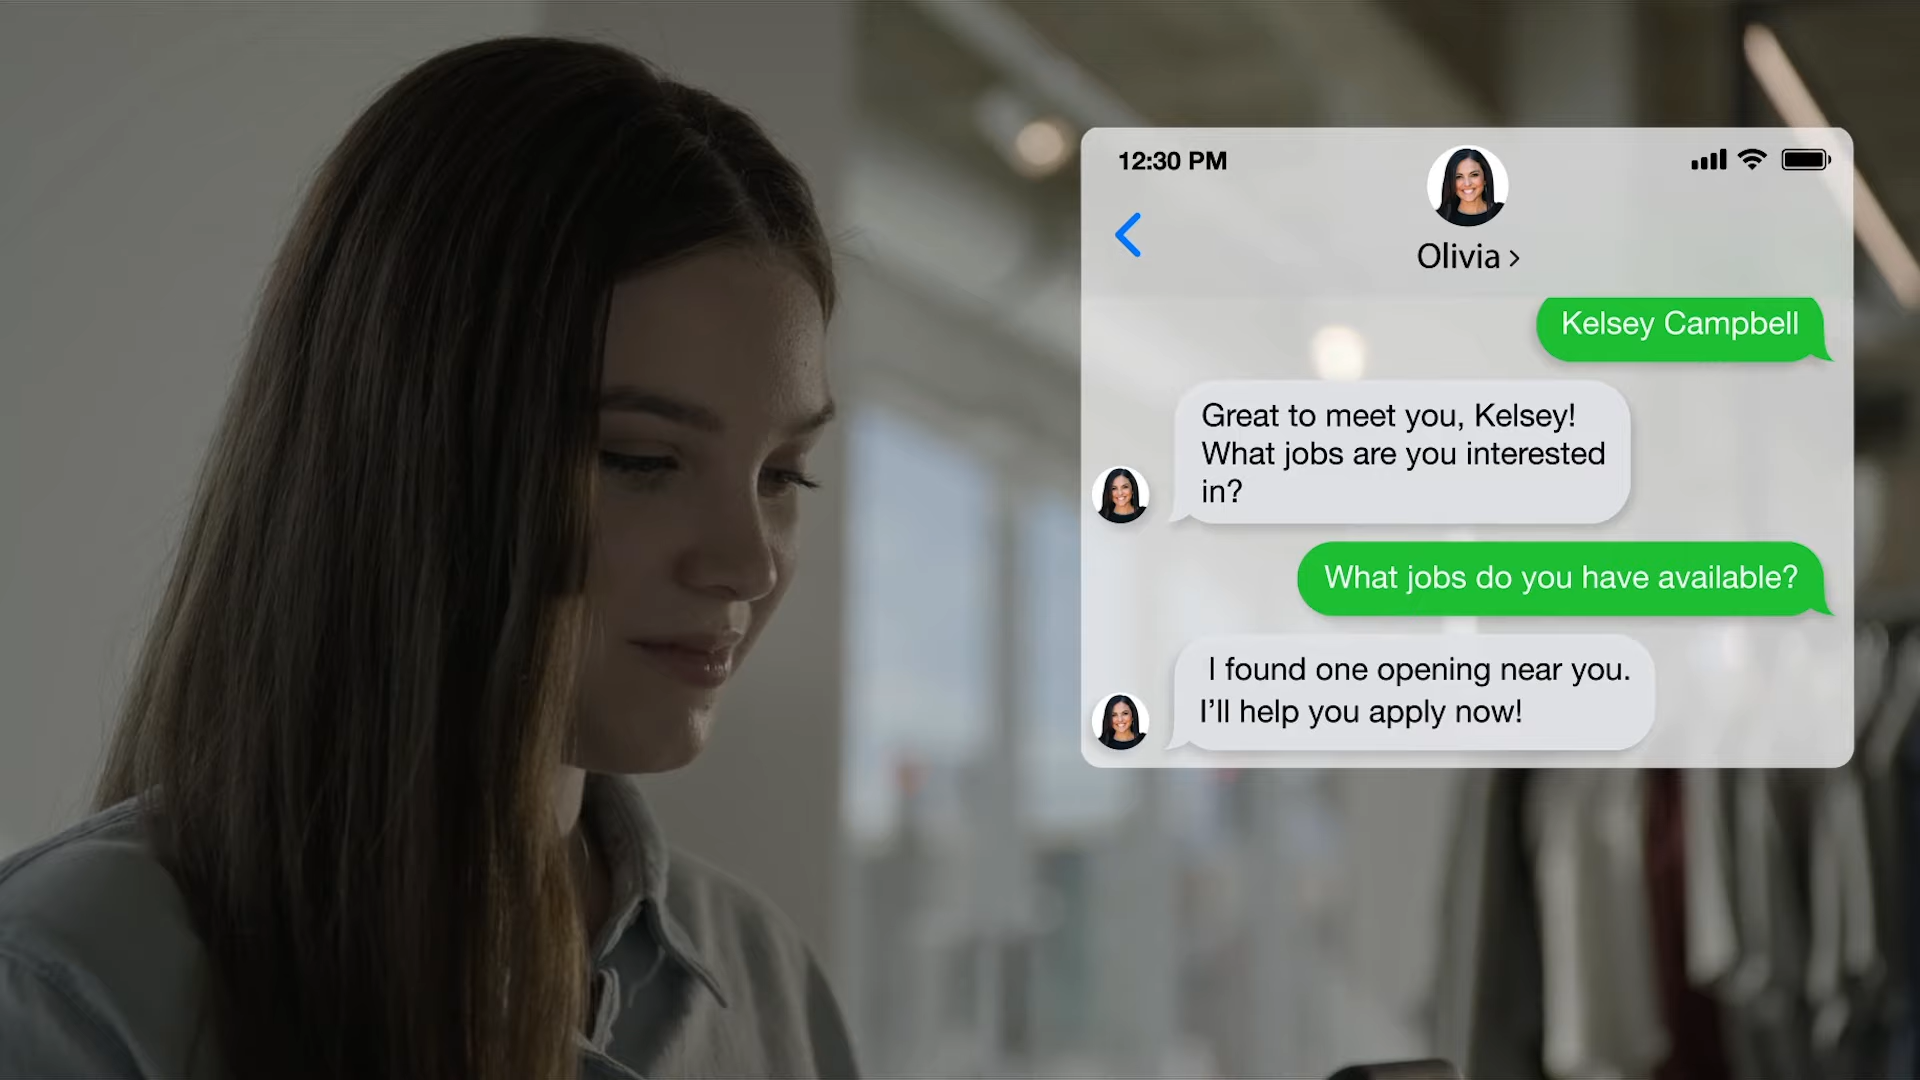 12:30 PM
Olivia >
Kelsey Campbell
Great to meet you, Kelsey!
What jobs are you interested
in?
What jobs do you have available?
I found one opening near you.
I’ll help you apply now!